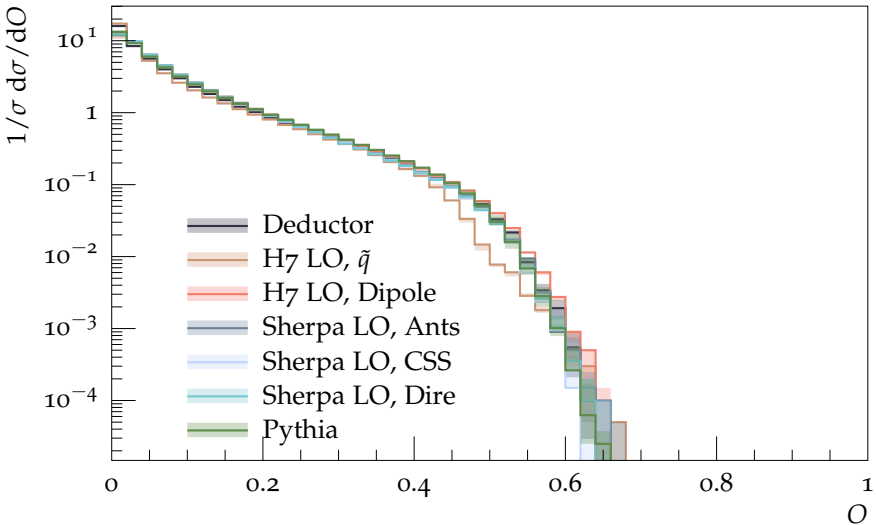 1/σ dσ/dO
10¹
1
10⁻¹
10⁻²
10⁻³
10⁻⁴
Deductor
H7 LO, q̃
H7 LO, Dipole
Sherpa LO, Ants
Sherpa LO, CSS
Sherpa LO, Dire
Pythia
0 0.2 0.4 0.6 0.8 1
O